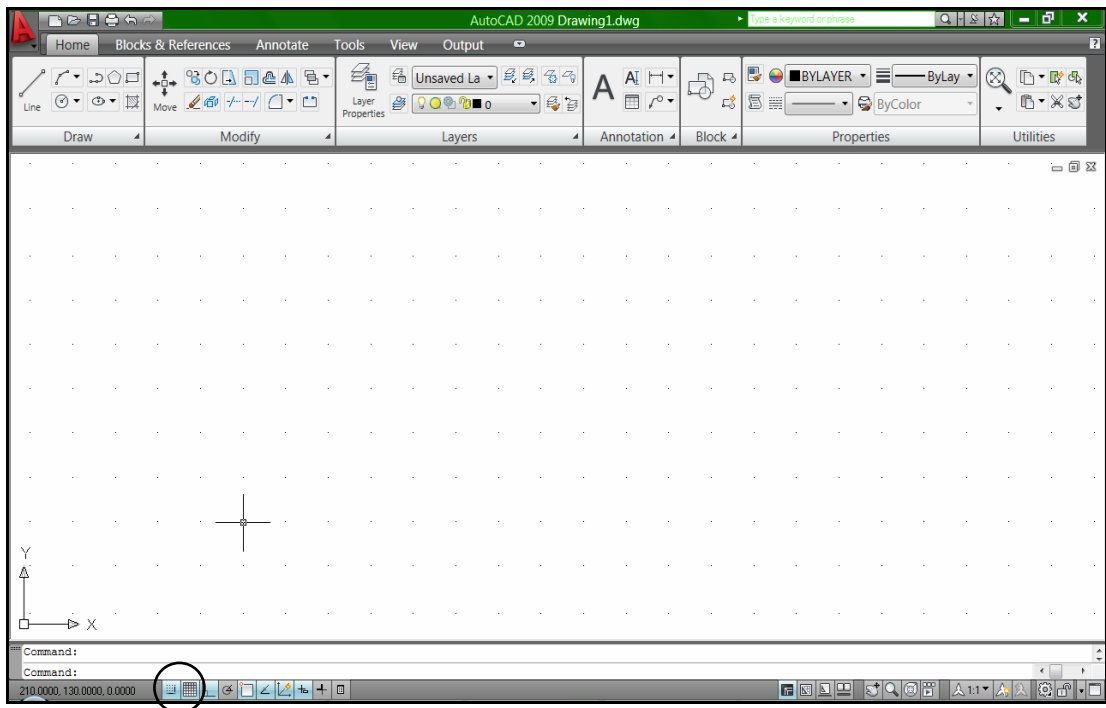 AutoCAD 2009 Drawing1.dwg
Type a keyword or phrase
Home Blocks & References Annotate Tools View Output
?
Line
Move
Layer Properties
Unsaved La
0
A
AI
BYLAYER
ByLay
ByColor
Draw Modify Layers Annotation Block Properties Utilities
Y
X
Command:
Command:
210.0000, 130.0000, 0.0000
1:1